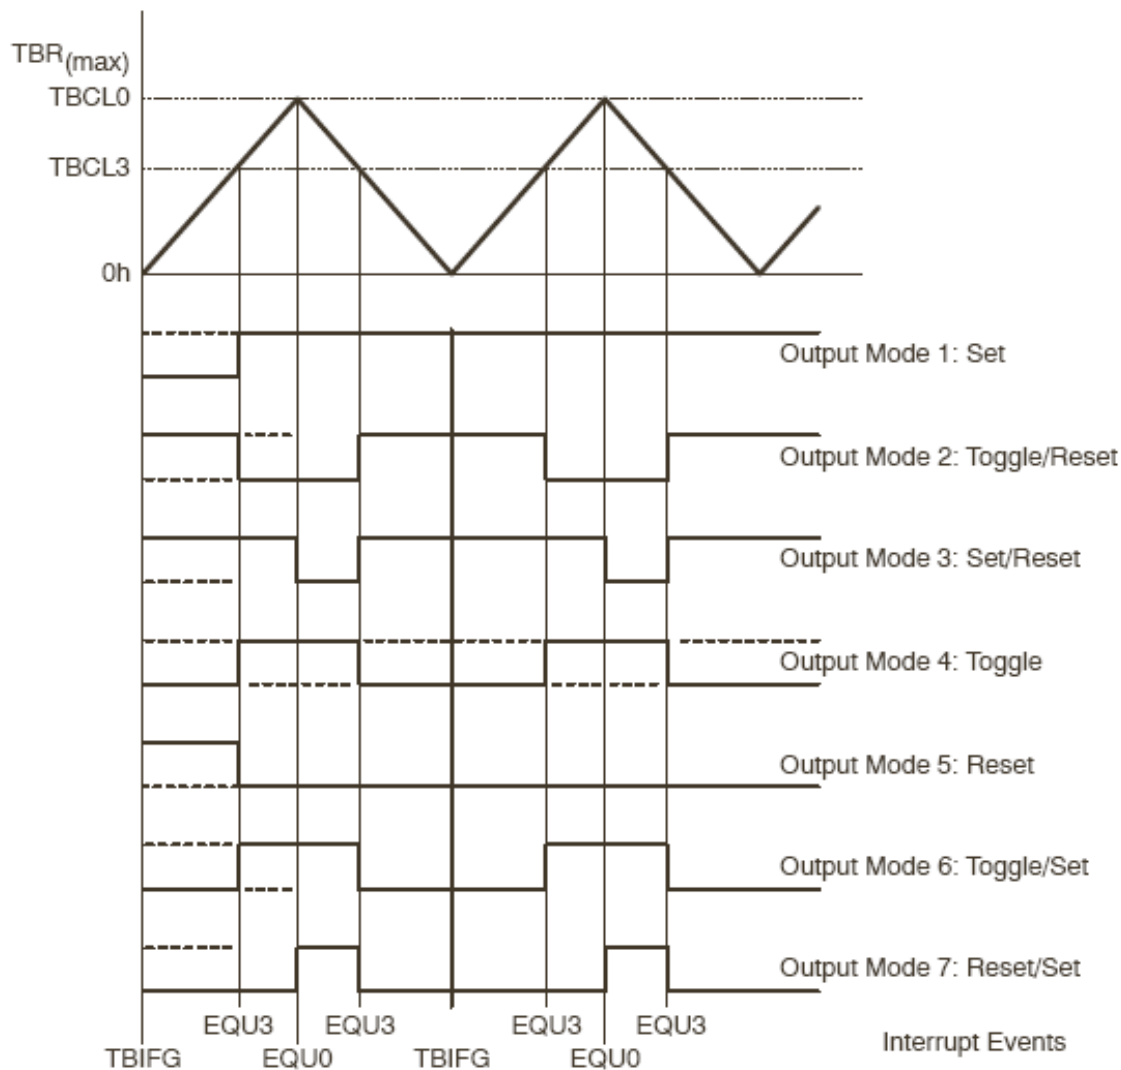 TBR(max)
TBCL0
TBCL3
0h
Output Mode 1: Set
Output Mode 2: Toggle/Reset
Output Mode 3: Set/Reset
Output Mode 4: Toggle
Output Mode 5: Reset
Output Mode 6: Toggle/Set
Output Mode 7: Reset/Set
EQU3 EQU3 EQU3 EQU3
Interrupt Events
TBIFG EQU0 TBIFG EQU0